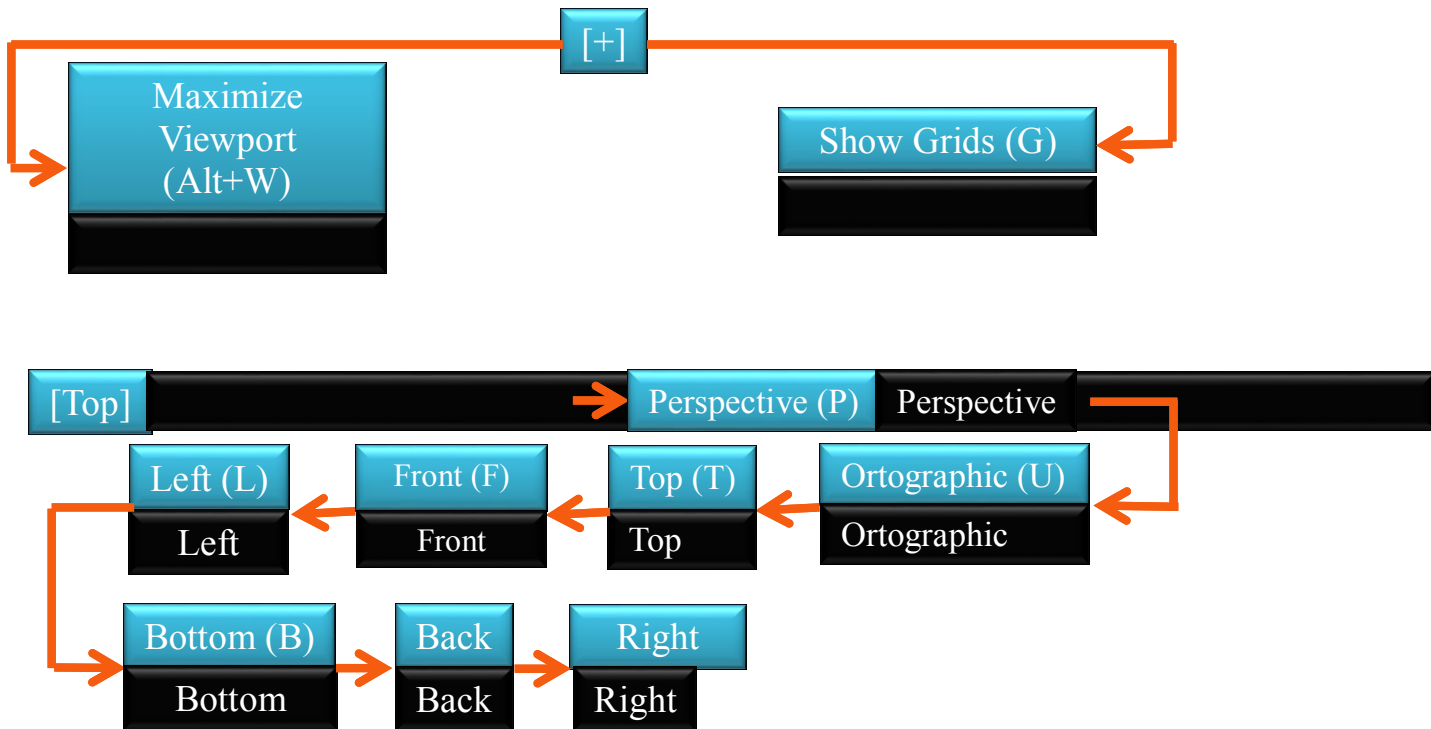 [+]
Maximize
Viewport
(Alt+W)
Show Grids (G)
[Top]
Perspective (P)
Perspective
Left (L)
Front (F)
Top (T)
Ortographic (U)
Left
Front
Top
Ortographic
Bottom (B)
Back
Right
Bottom
Back
Right